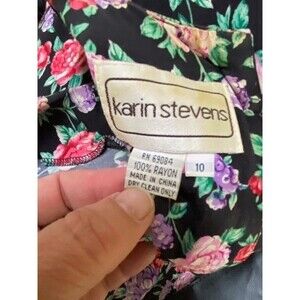 karin stevens
RN 69084
100% RAYON
MADE IN CHINA
DRY CLEAN ONLY
10